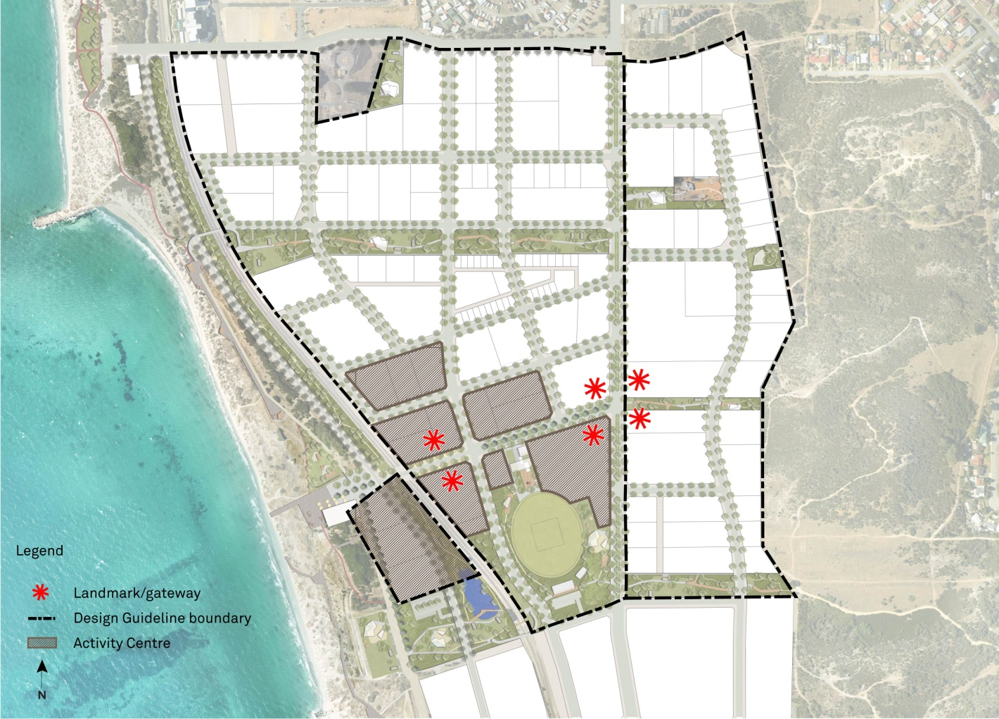 Legend
Landmark/gateway
Design Guideline boundary
Activity Centre
N